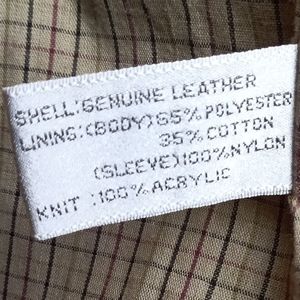 SHELL:GENUINE LEATHER
LINING:(BODY)65%POLYESTER
35%COTTON
(SLEEVE)100%NYLON
KNIT :100%ACRYLIC